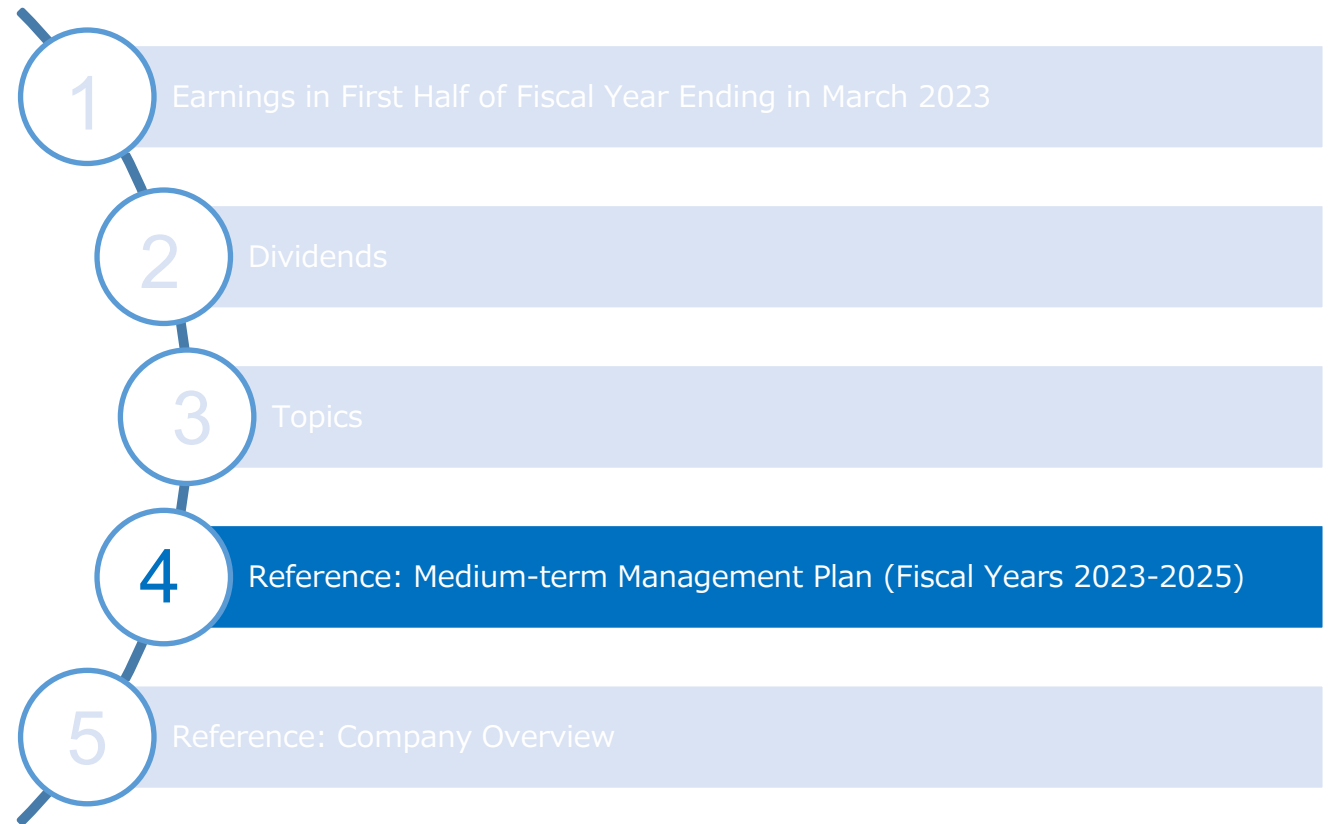 1
Earnings in First Half of Fiscal Year Ending in March 2023
2
Dividends
3
Topics
4
Reference: Medium-term Management Plan (Fiscal Years 2023-2025)
5
Reference: Company Overview